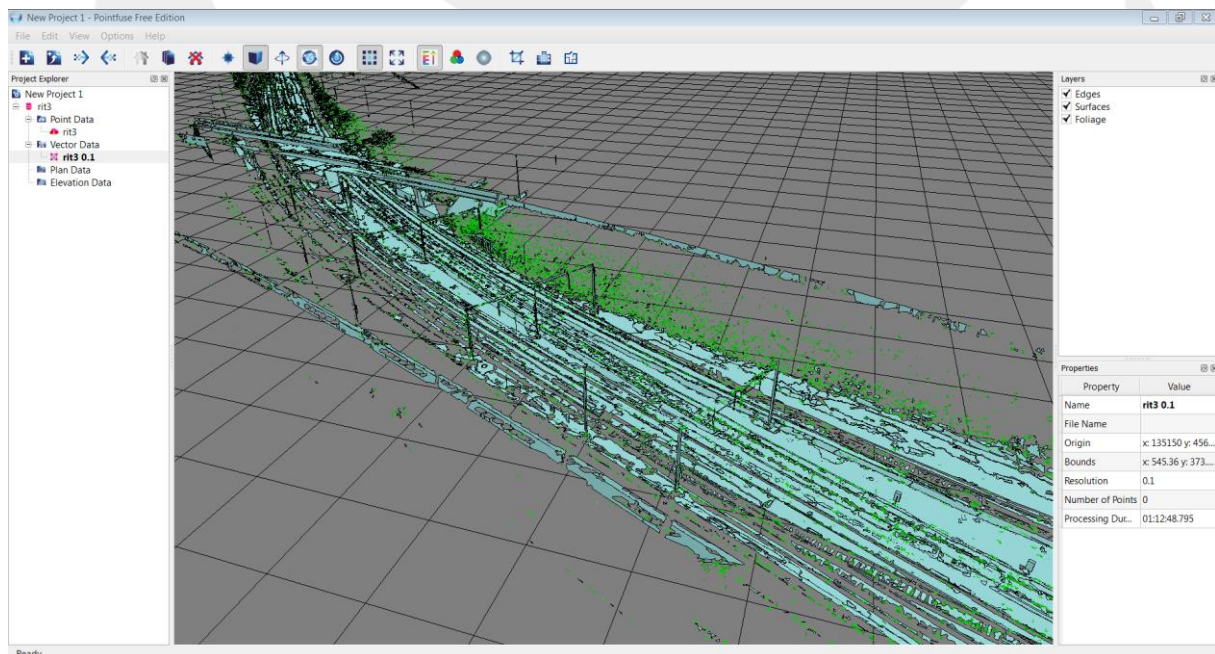 New Project 1 - Pointfuse Free Edition
File Edit View Options Help
Project Explorer
New Project 1
rit3
Point Data
rit3
Vector Data
rit3 0.1
Plan Data
Elevation Data
Layers
Edges
Surfaces
Foliage
Properties
Property Value
Name rit3 0.1
File Name
Origin x: 135150 y: 456...
Bounds x: 545.36 y: 373....
Resolution 0.1
Number of Points 0
Processing Dur... 01:12:48.795
Ready